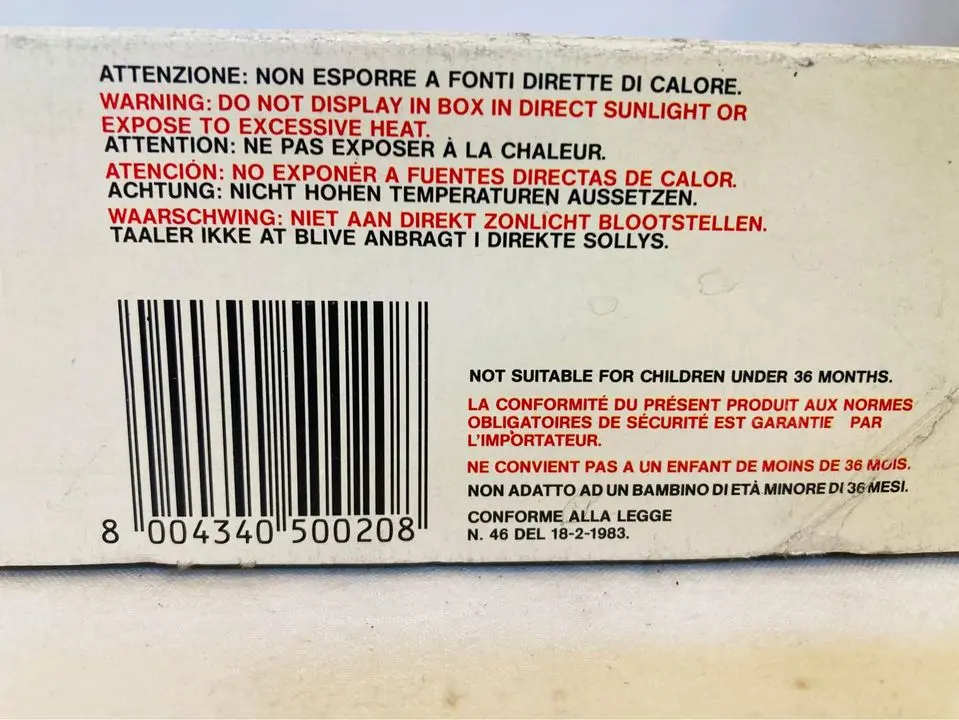 ATTENZIONE: NON ESPORRE A FONTI DIRETTE DI CALORE.
WARNING: DO NOT DISPLAY IN BOX IN DIRECT SUNLIGHT OR
EXPOSE TO EXCESSIVE HEAT.
ATTENTION: NE PAS EXPOSER À LA CHALEUR.
ATENCIÓN: NO EXPONER A FUENTES DIRECTAS DE CALOR.
ACHTUNG: NICHT HOHEN TEMPERATUREN AUSSETZEN.
WAARSCHWING: NIET AAN DIREKT ZONLICHT BLOOTSTELLEN.
TAALER IKKE AT BLIVE ANBRAGT I DIREKTE SOLLYS.
8 004340 500208
NOT SUITABLE FOR CHILDREN UNDER 36 MONTHS.
LA CONFORMITÉ DU PRÉSENT PRODUIT AUX NORMES
OBLIGATOIRES DE SÉCURITÉ EST GARANTIE PAR
L'IMPORTATEUR.
NE CONVIENT PAS A UN ENFANT DE MOINS DE 36 MOIS.
NON ADATTO AD UN BAMBINO DI ETÀ MINORE DI 36 MESI.
CONFORME ALLA LEGGE
N. 46 DEL 18-2-1983.